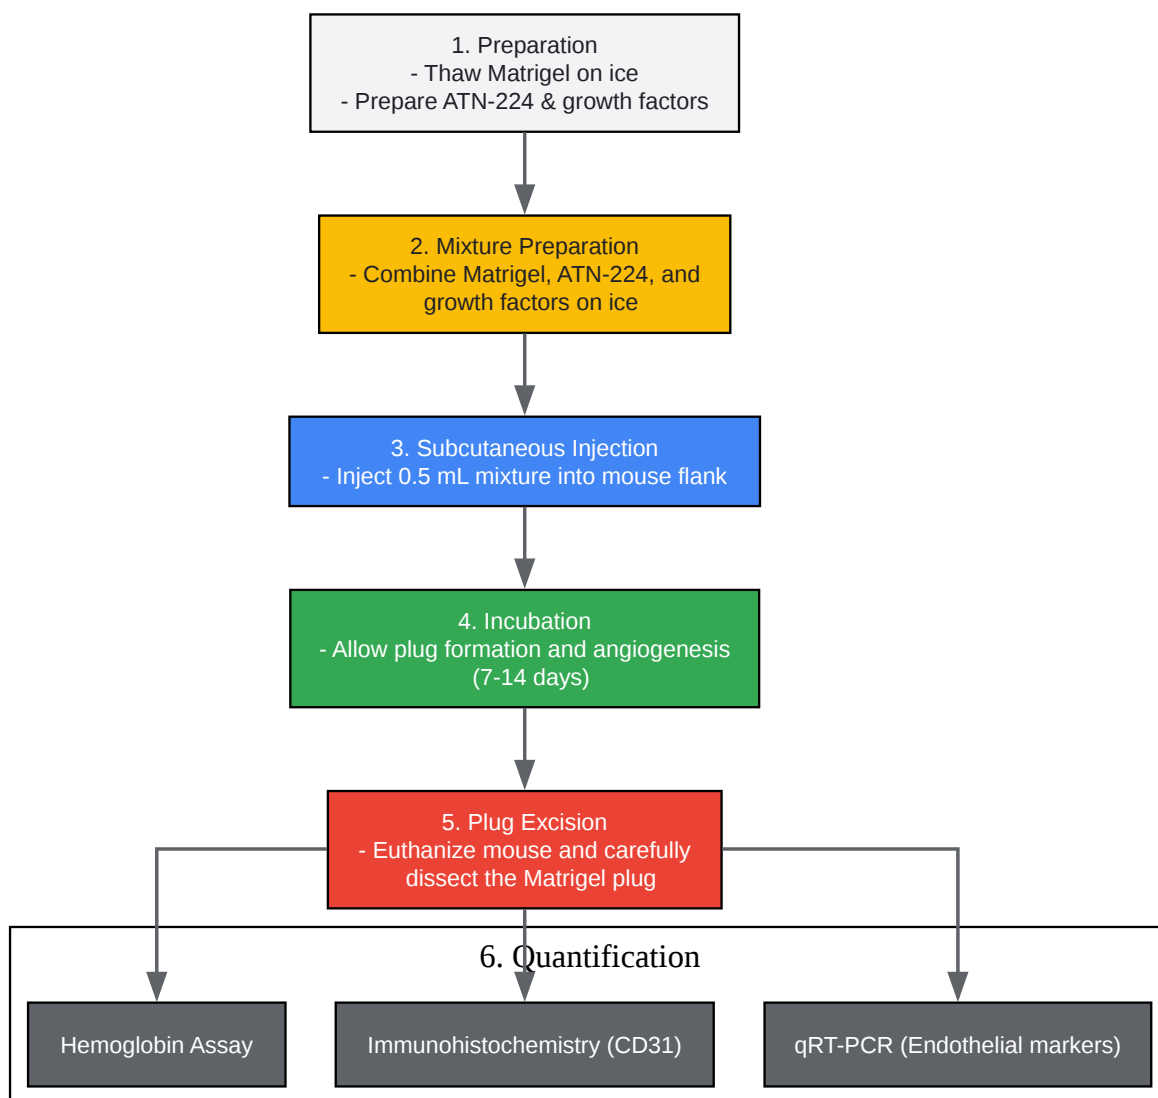 1. Preparation
- Thaw Matrigel on ice
- Prepare ATN-224 & growth factors
2. Mixture Preparation
- Combine Matrigel, ATN-224, and
growth factors on ice
3. Subcutaneous Injection
- Inject 0.5 mL mixture into mouse flank
4. Incubation
- Allow plug formation and angiogenesis
(7-14 days)
5. Plug Excision
- Euthanize mouse and carefully
dissect the Matrigel plug
6. Quantification
Hemoglobin Assay
Immunohistochemistry (CD31)
qRT-PCR (Endothelial markers)